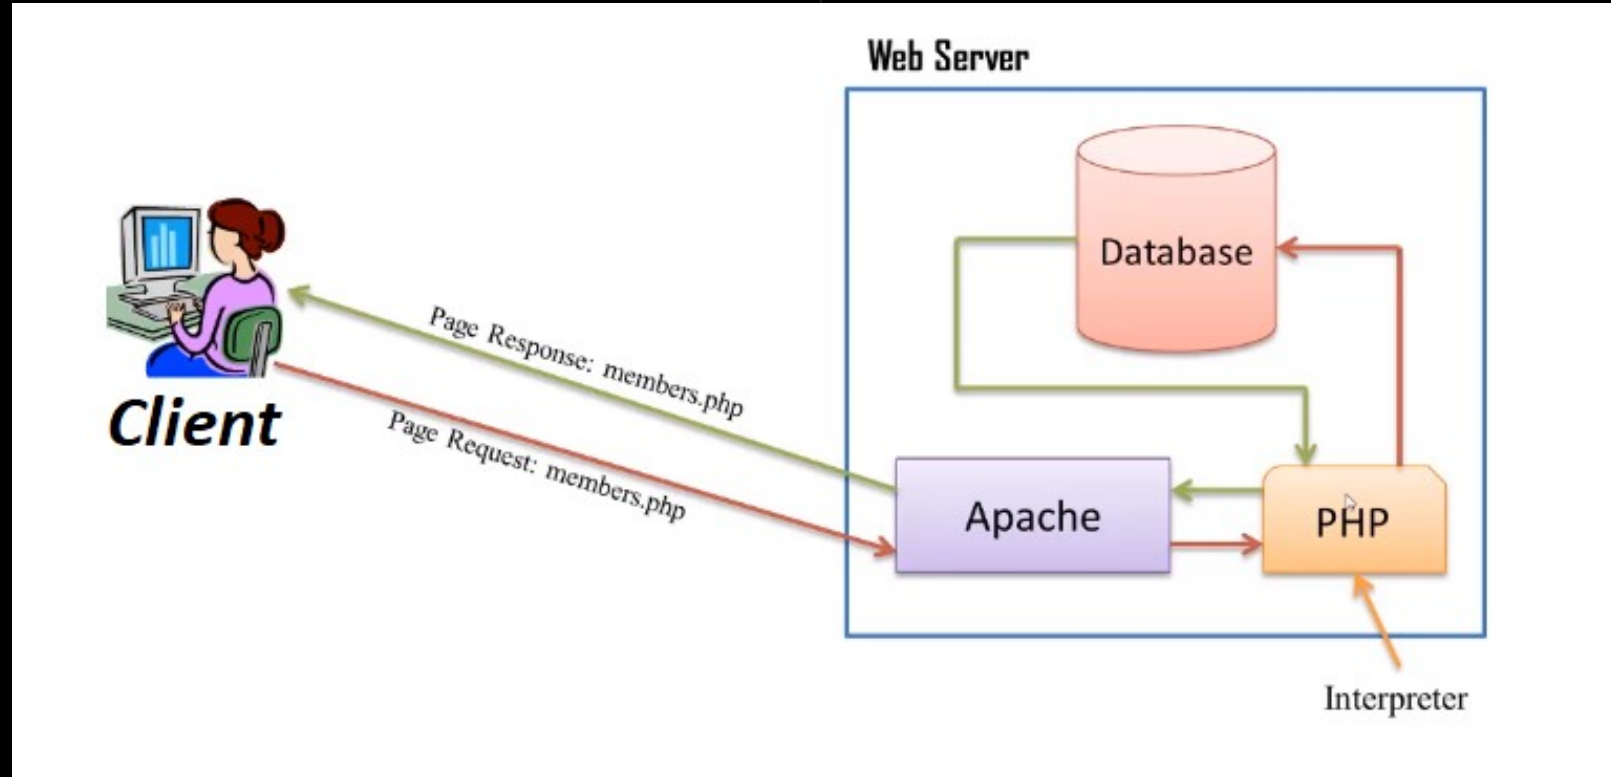 Web Server
Database
Page Response: members.php
Client
Page Request: members.php
Apache
PHP
Interpreter